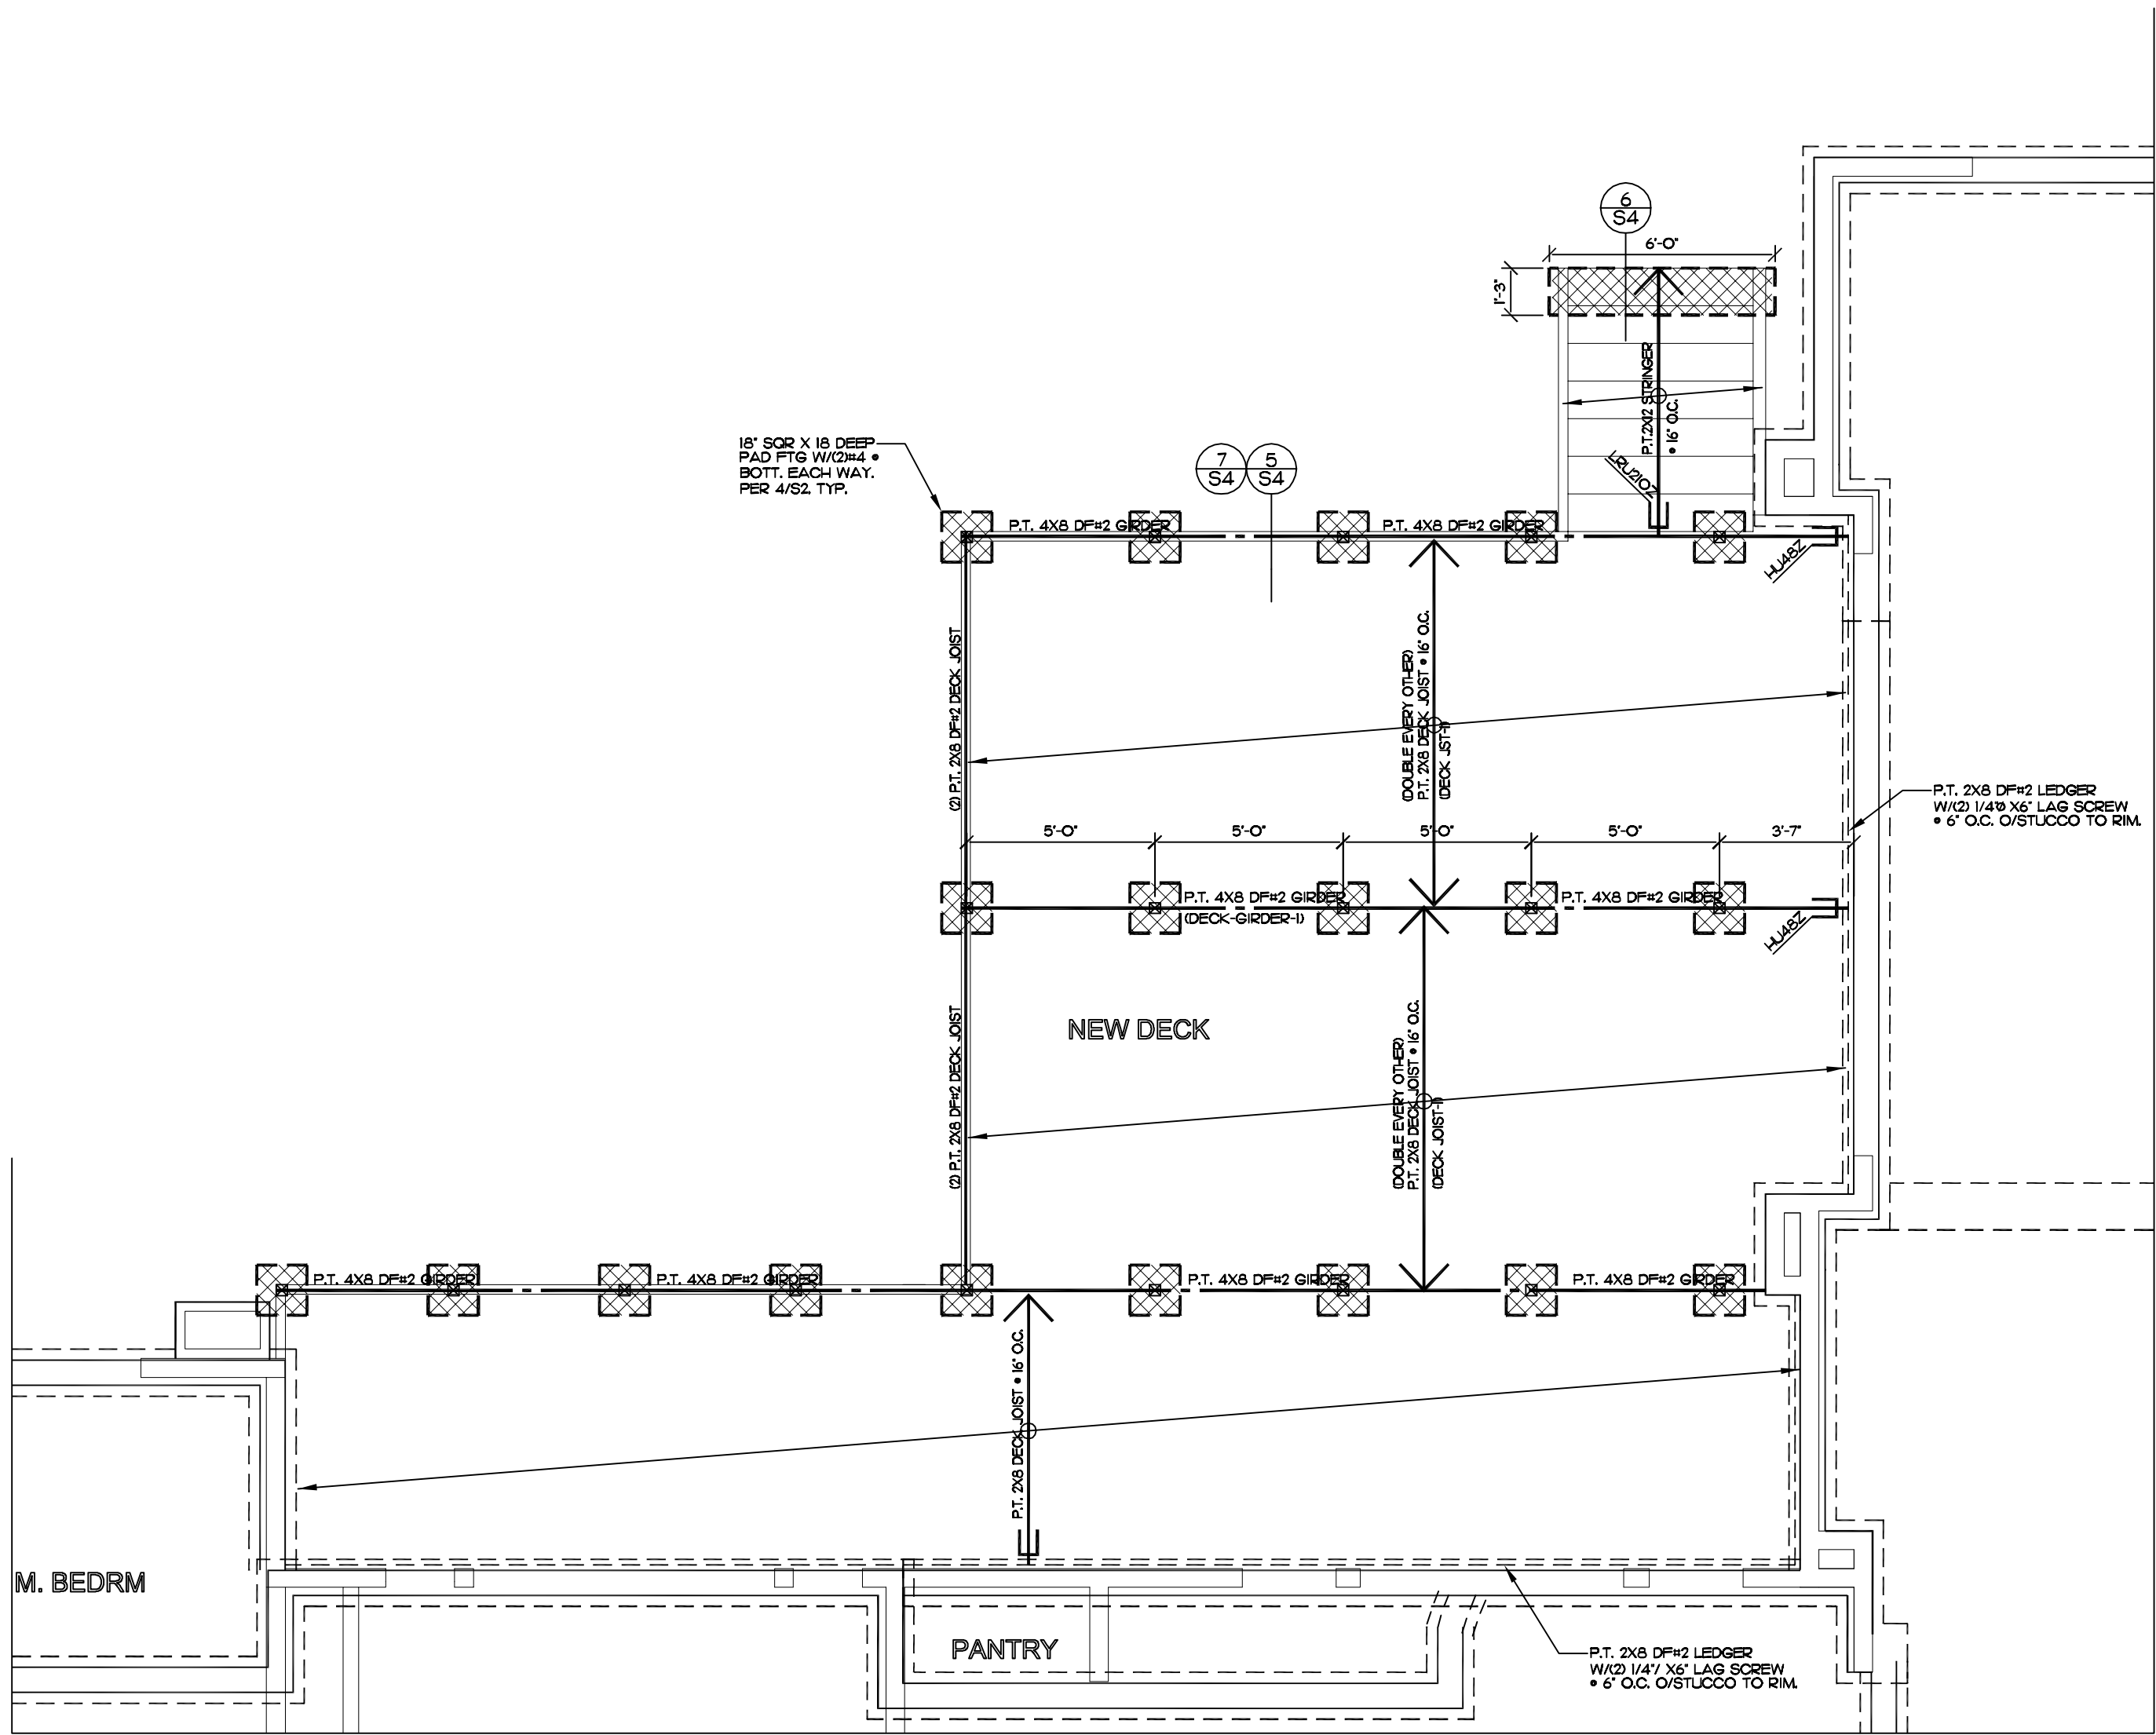 6
S4
6'-0"
1'-3"
P.T.2X12 STRINGER
@ 16" O.C.
LRU210Z
18" SQR X 18 DEEP
PAD FTG W/(2)#4 @
BOTT. EACH WAY.
PER 4/S2, TYP.
7
S4
5
S4
P.T. 4X8 DF#2 GIRDER
P.T. 4X8 DF#2 GIRDER
HU48Z
(2) P.T. 2X8 DF#2 DECK JOIST
(DOUBLE EVERY OTHER)
P.T. 2X8 DECK JOIST @ 16" O.C.
(DECK JST-1)
P.T. 2X8 DF#2 LEDGER
W/(2) 1/4"Ø X6" LAG SCREW
@ 6" O.C. O/STUCCO TO RIM.
5'-0"
5'-0"
5'-0"
5'-0"
3'-7"
P.T. 4X8 DF#2 GIRDER
(DECK-GIRDER-1)
P.T. 4X8 DF#2 GIRDER
HU48Z
NEW DECK
(2) P.T. 2X8 DF#2 DECK JOIST
(DOUBLE EVERY OTHER)
P.T. 2X8 DECK JOIST @ 16" O.C.
(DECK JOIST-1)
P.T. 4X8 DF#2 GIRDER
P.T. 4X8 DF#2 GIRDER
P.T. 4X8 DF#2 GIRDER
P.T. 4X8 DF#2 GIRDER
P.T. 2X8 DECK JOIST @ 16" O.C.
M. BEDRM
PANTRY
P.T. 2X8 DF#2 LEDGER
W/(2) 1/4"/ X6" LAG SCREW
@ 6" O.C. O/STUCCO TO RIM.